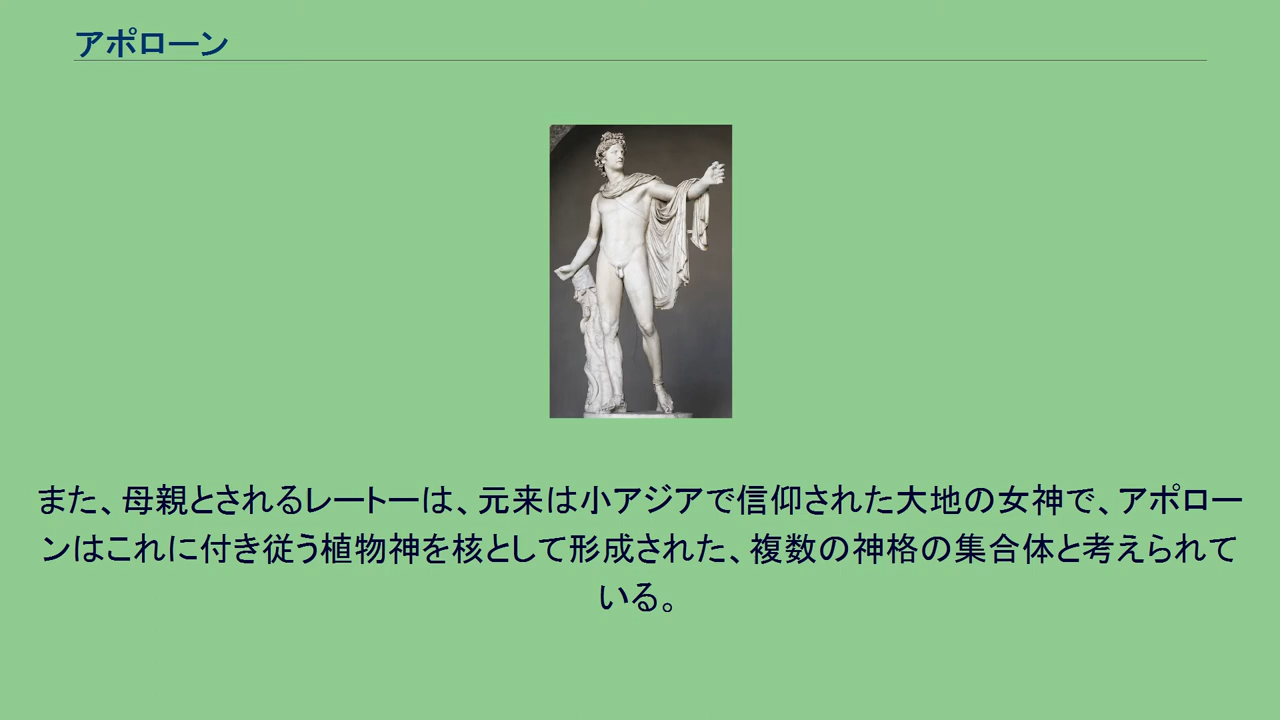 アポローン
また、母親とされるレートーは、元来は小アジアで信仰された大地の女神で、アポロー
ンはこれに付き従う植物神を核として形成された、複数の神格の集合体と考えられて
いる。